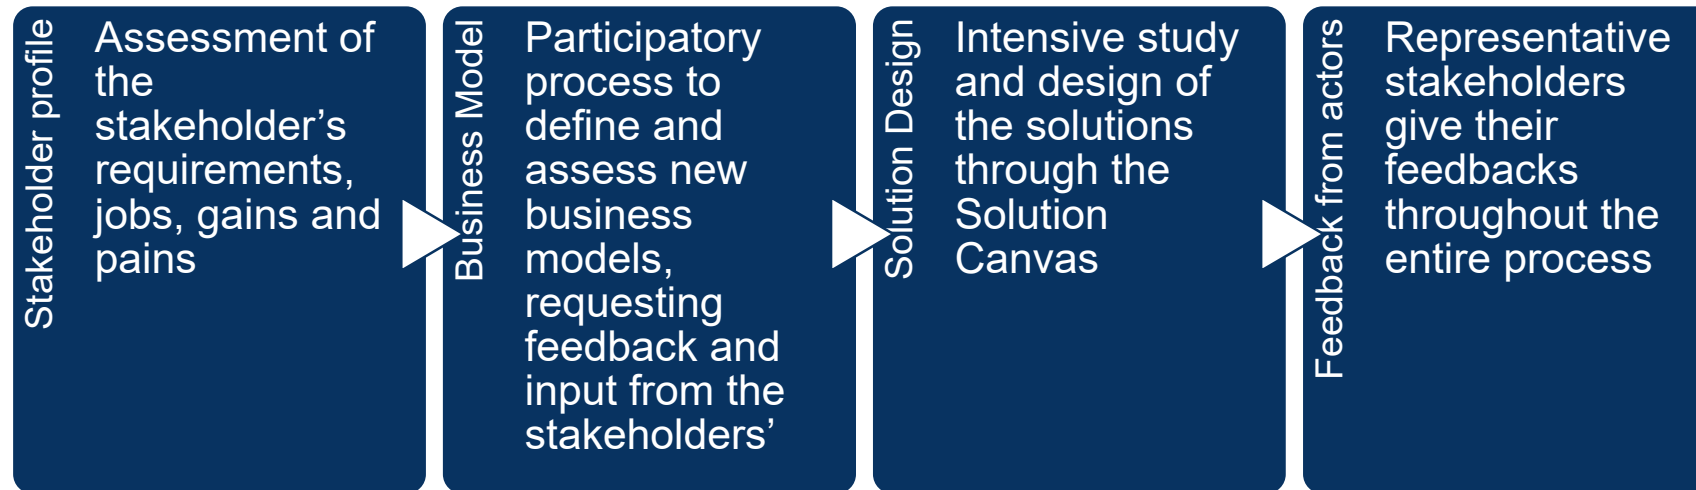 Stakeholder profile
Assessment of
the
stakeholder’s
requirements,
jobs, gains and
pains
Business Model
Participatory
process to
define and
assess new
business
models,
requesting
feedback and
input from the
stakeholders’
Solution Design
Intensive study
and design of
the solutions
through the
Solution
Canvas
Feedback from actors
Representative
stakeholders
give their
feedbacks
throughout the
entire process